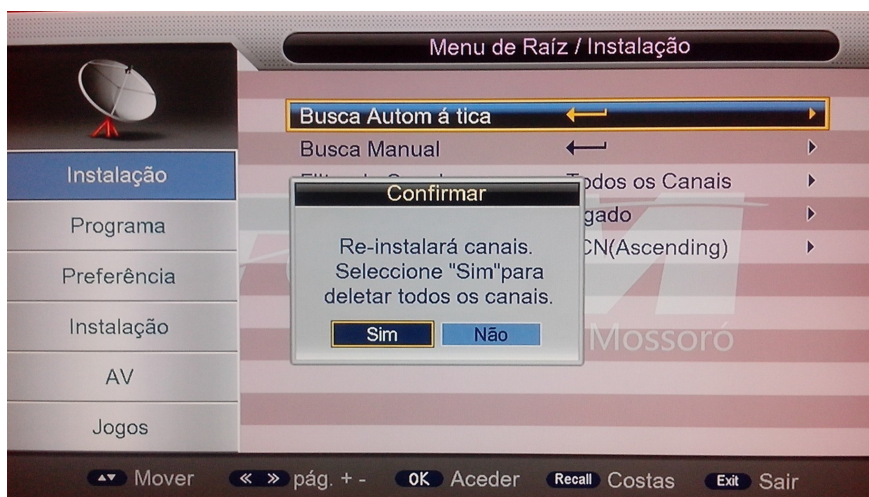 Menu de Raíz / Instalação
Instalação
Programa
Preferência
Instalação
AV
Jogos
Busca Autom á tica
Busca Manual
Todos os Canais
gado
CN(Ascending)
Confirmar
Re-instalará canais.
Seleccione "Sim"para
deletar todos os canais.
Sim Não
Mossoró
Mover pág. + - OK Aceder Recall Costas Exit Sair